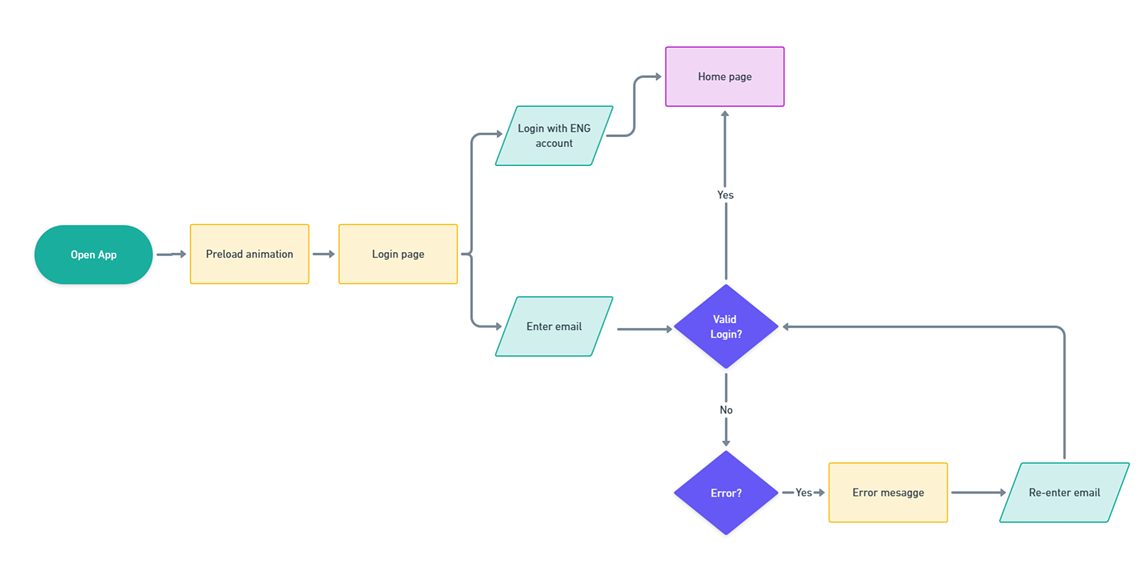 Home page
Login with ENG
account
Yes
Open App
Preload animation
Login page
Enter email
Valid
Login?
No
Error?
Yes
Error mesagge
Re-enter email